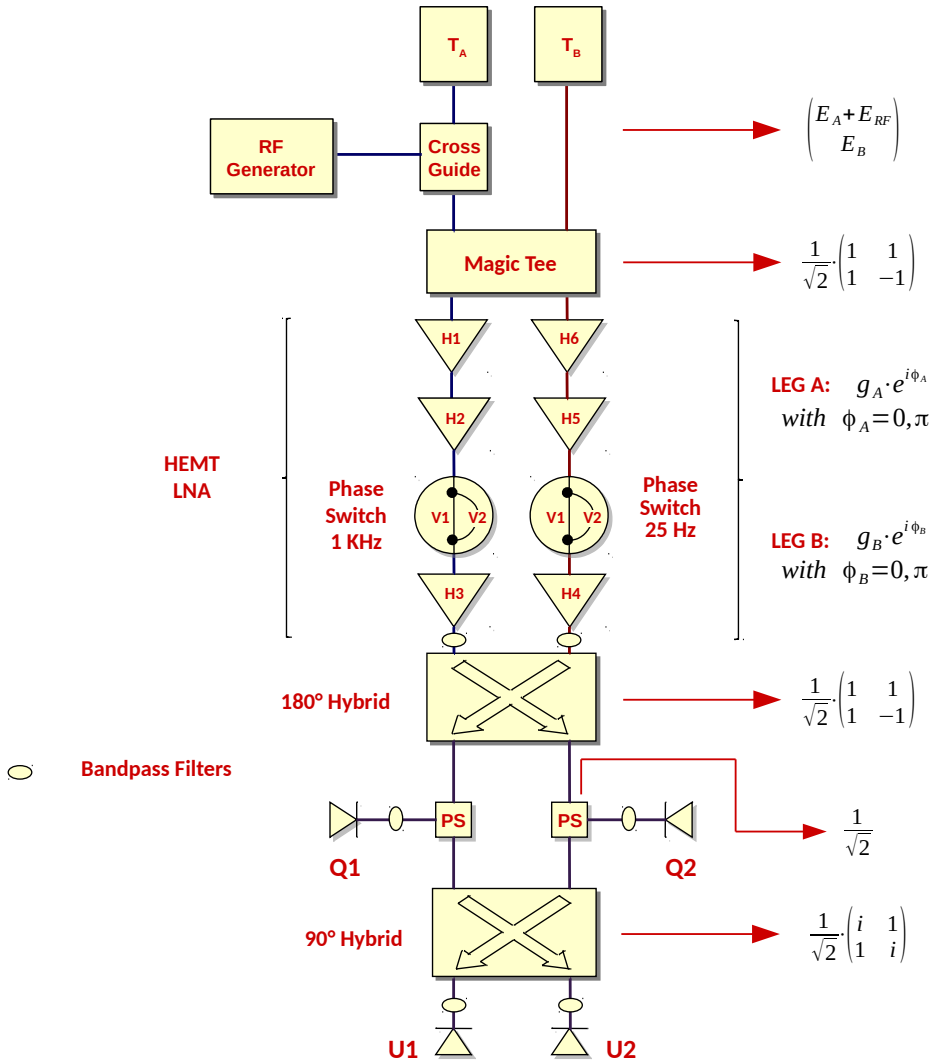 T_A
T_B
RF
Generator
Cross
Guide
(E_A + E_RF
E_B)
Magic Tee
1/√2 · (1 1
1 −1)
H1
H6
H2
H5
LEG A: g_A · e^{iϕ_A}
with ϕ_A = 0, π
HEMT
LNA
Phase
Switch
1 KHz
V1
V2
V1
V2
Phase
Switch
25 Hz
LEG B: g_B · e^{iϕ_B}
with ϕ_B = 0, π
H3
H4
180° Hybrid
1/√2 · (1 1
1 −1)
Bandpass Filters
PS
PS
1/√2
Q1
Q2
90° Hybrid
1/√2 · (i 1
1 i)
U1
U2